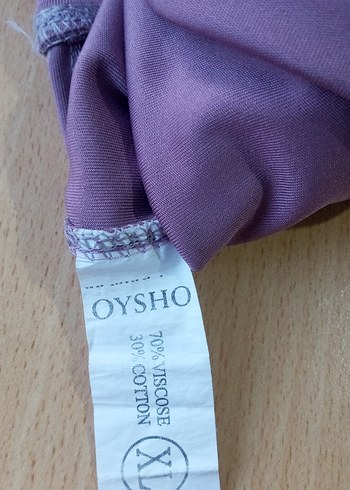 OYSHO
70% VISCOSE
30% COTTON
XL